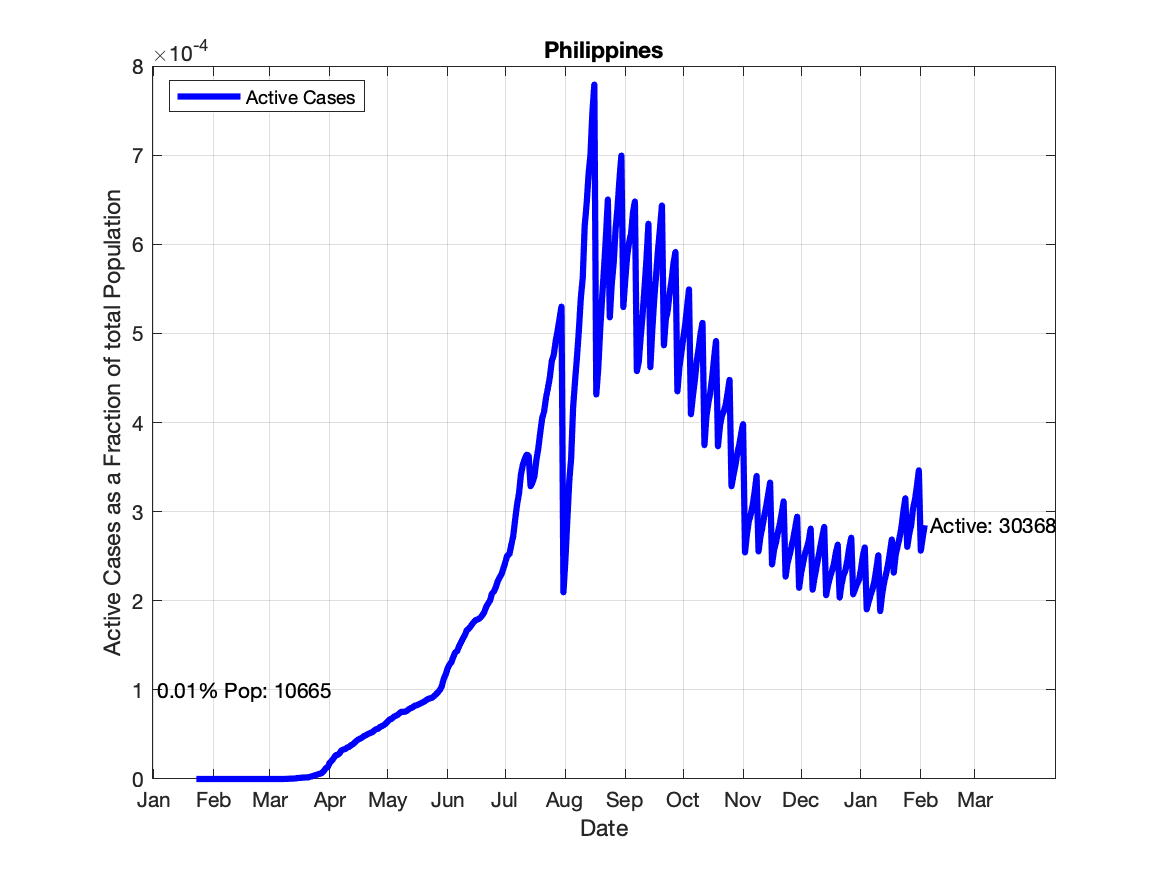 Philippines
×10⁻⁴
Active Cases
8
7
6
5
4
3
2
1
0
Active Cases as a Fraction of total Population
0.01% Pop: 10665
Active: 30368
Jan Feb Mar Apr May Jun Jul Aug Sep Oct Nov Dec Jan Feb Mar
Date